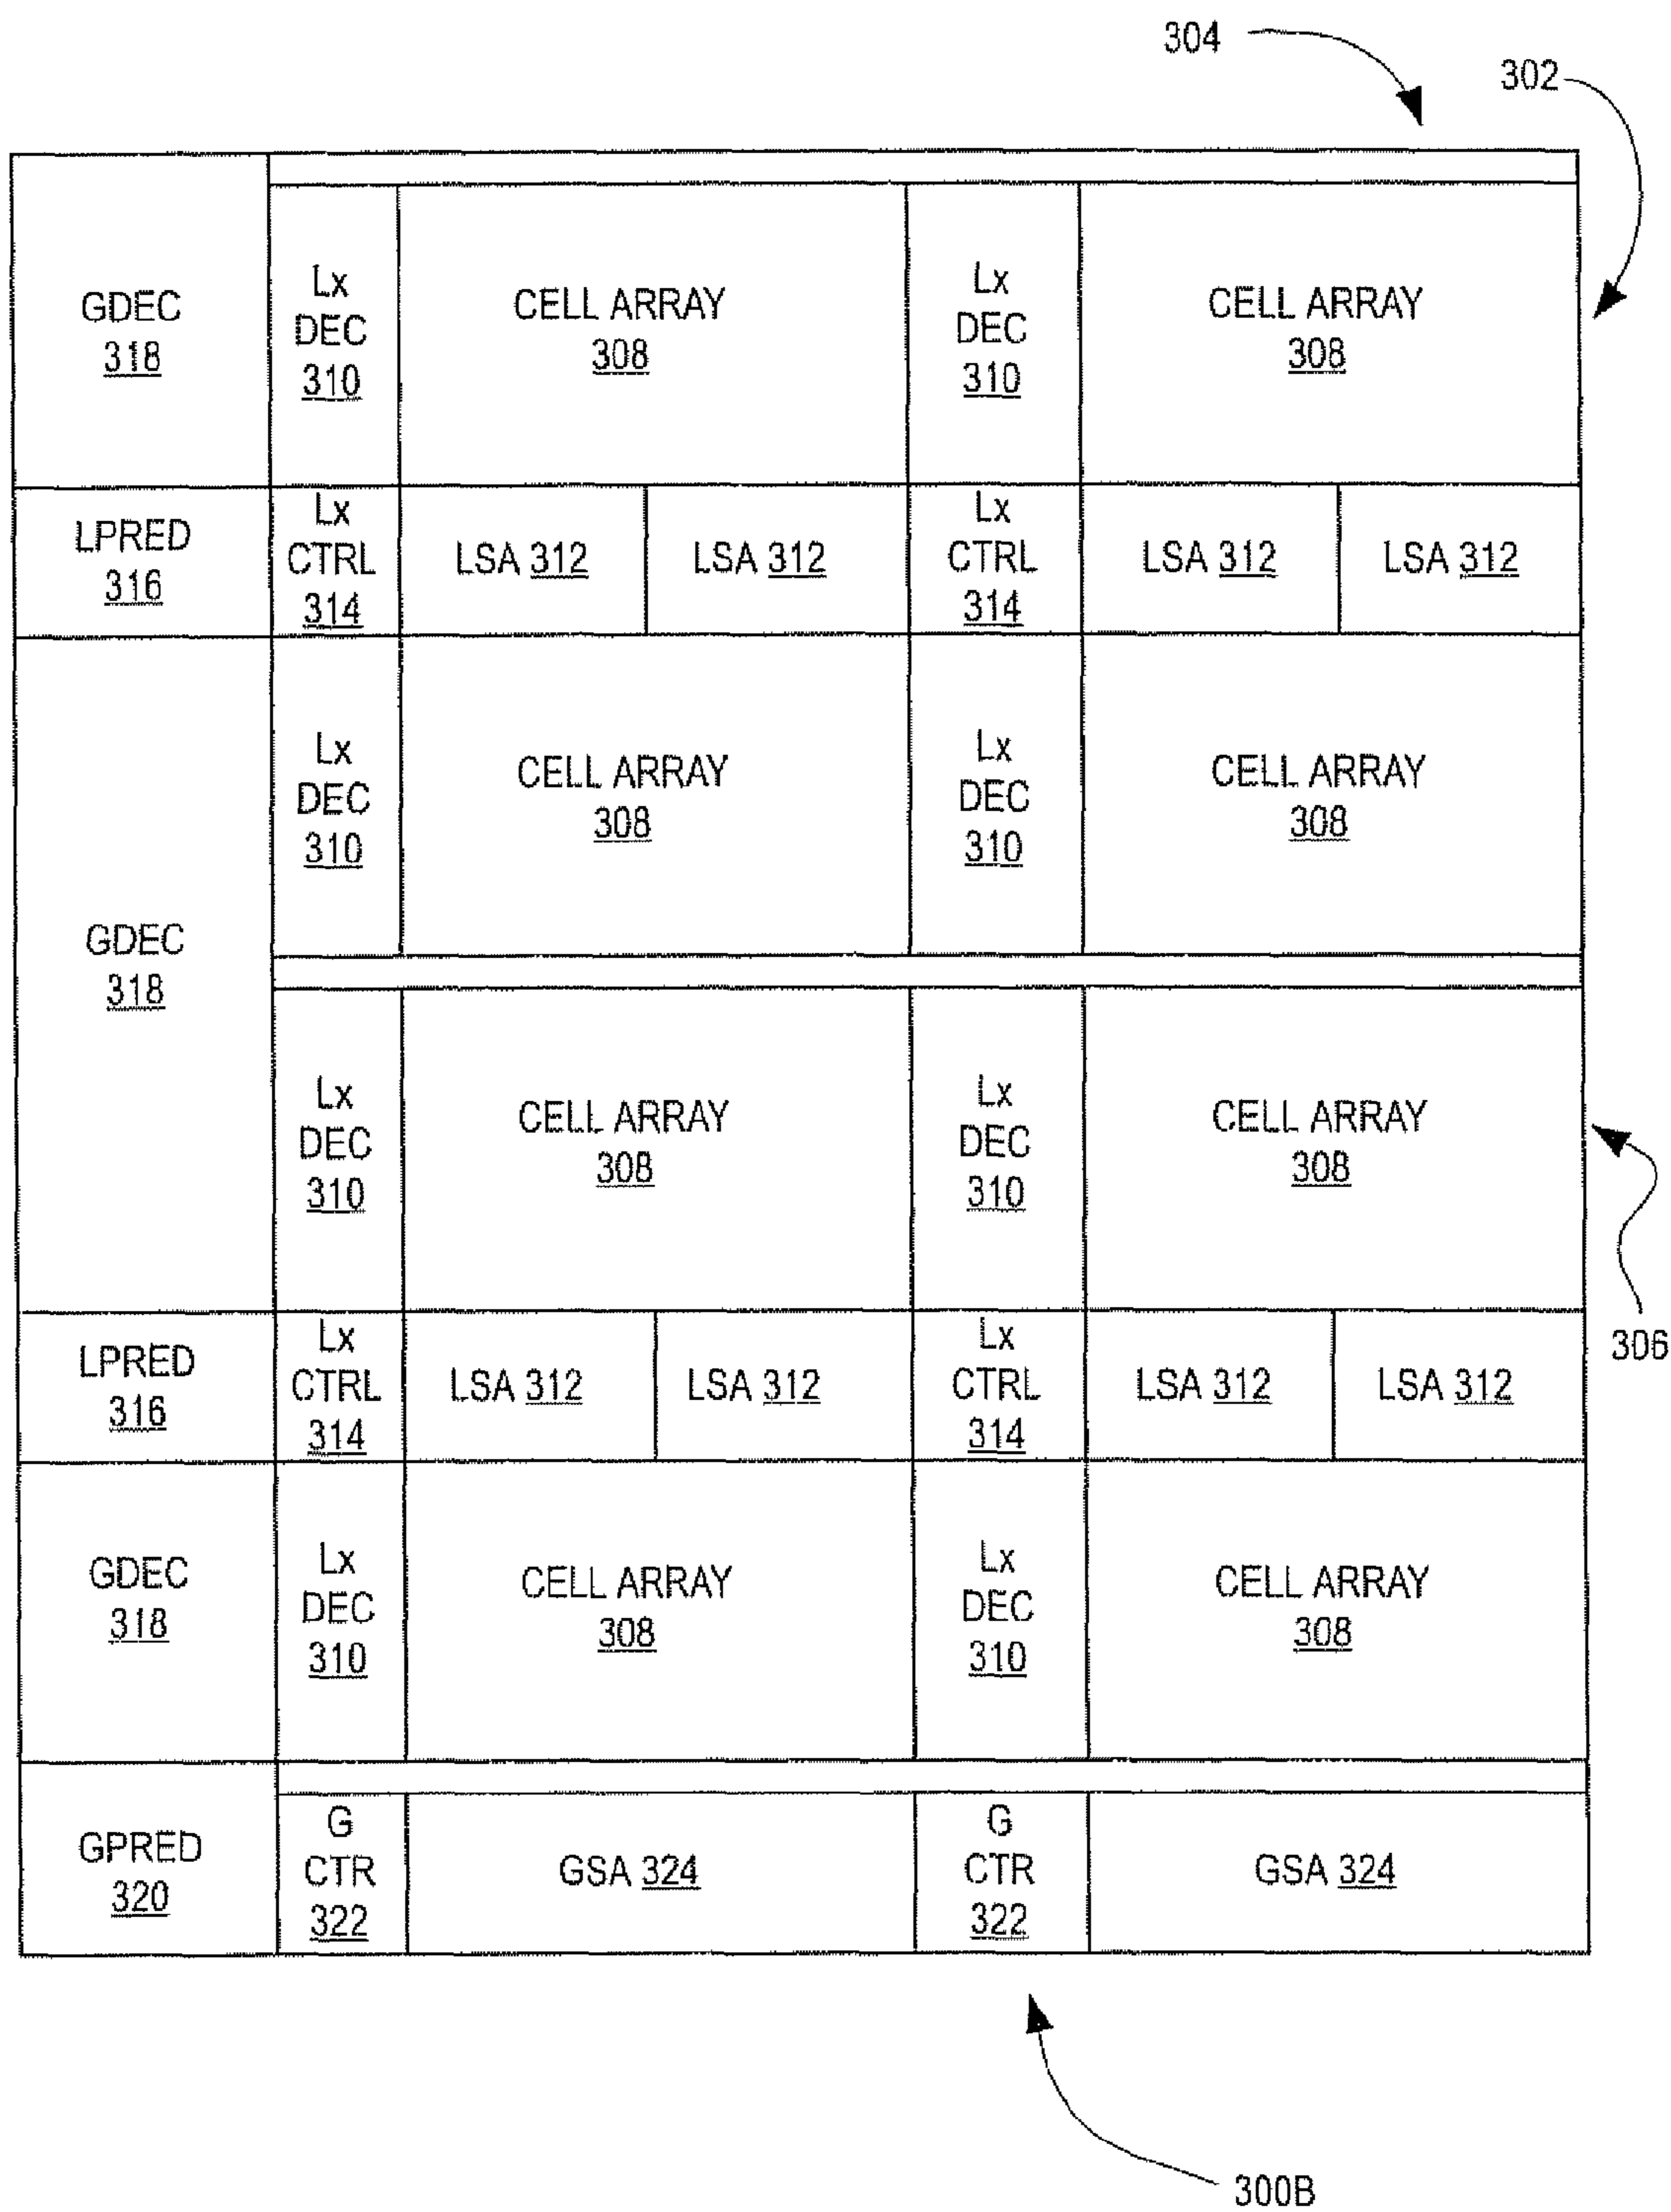 304
302
GDEC
318
Lx
DEC
310
CELL ARRAY
308
Lx
DEC
310
CELL ARRAY
308
LPRED
316
Lx
CTRL
314
LSA 312
LSA 312
Lx
CTRL
314
LSA 312
LSA 312
GDEC
318
Lx
DEC
310
CELL ARRAY
308
Lx
DEC
310
CELL ARRAY
308
Lx
DEC
310
CELL ARRAY
308
Lx
DEC
310
CELL ARRAY
308
306
LPRED
316
Lx
CTRL
314
LSA 312
LSA 312
Lx
CTRL
314
LSA 312
LSA 312
GDEC
318
Lx
DEC
310
CELL ARRAY
308
Lx
DEC
310
CELL ARRAY
308
GPRED
320
G
CTR
322
GSA 324
G
CTR
322
GSA 324
300B